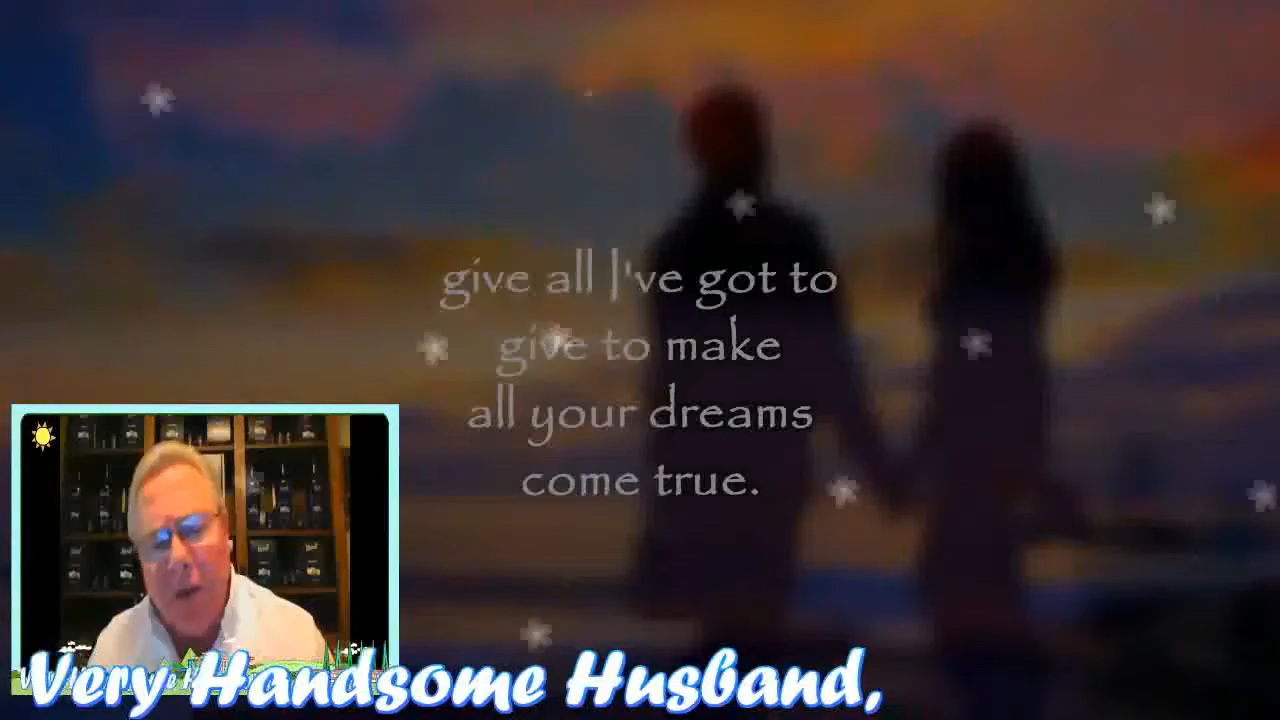 give all I've got to
give to make
all your dreams
come true.
Very Handsome Husband,